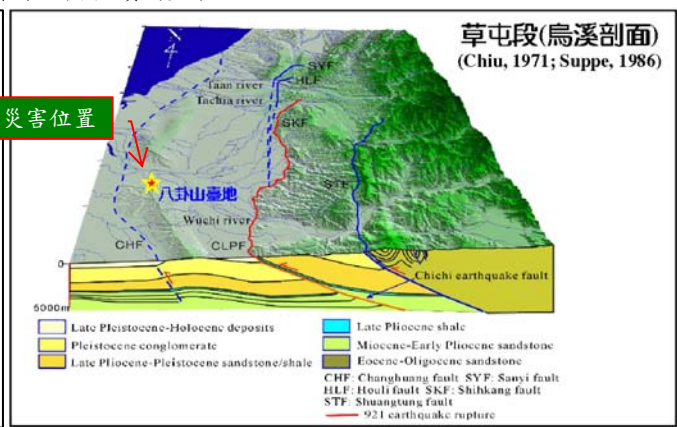 草屯段(烏溪剖面)
(Chiu, 1971; Suppe, 1986)
災害位置
SYF
HLF
Taan river
Tachia river
SKF
STF
八卦山臺地
Wuchi river
CHF
CLPF
0
Chichi earthquake fault
5000m
Late Pleistocene-Holocene deposits
Late Pliocene shale
Pleistocene conglomerate
Miocene-Early Pliocene sandstone
Late Pliocene-Pleistocene sandstone/shale
Eocene-Oligocene sandstone
CHF: Changhuang fault SYF: Sanyi fault
HLF: Houli fault SKF: Shihkang fault
STF: Shuangtung fault
921 earthquake rupture